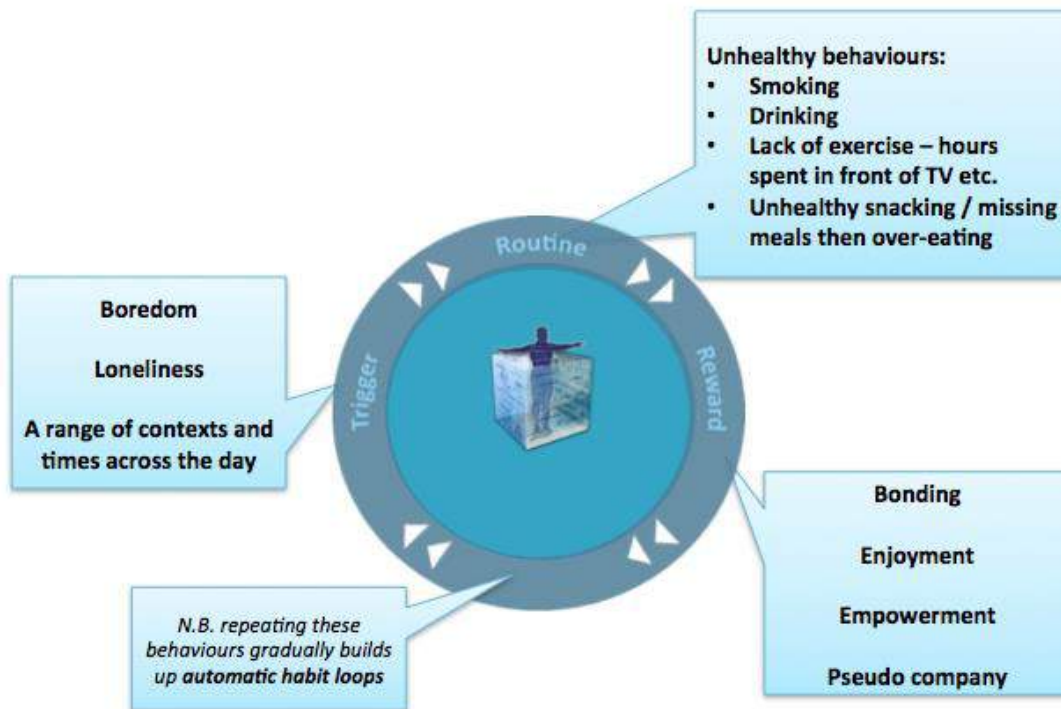 Unhealthy behaviours:
• Smoking
• Drinking
• Lack of exercise – hours
spent in front of TV etc.
• Unhealthy snacking / missing
meals then over-eating
Routine
Trigger
Reward
Boredom
Loneliness
A range of contexts and
times across the day
Bonding
Enjoyment
Empowerment
Pseudo company
N.B. repeating these
behaviours gradually builds
up automatic habit loops